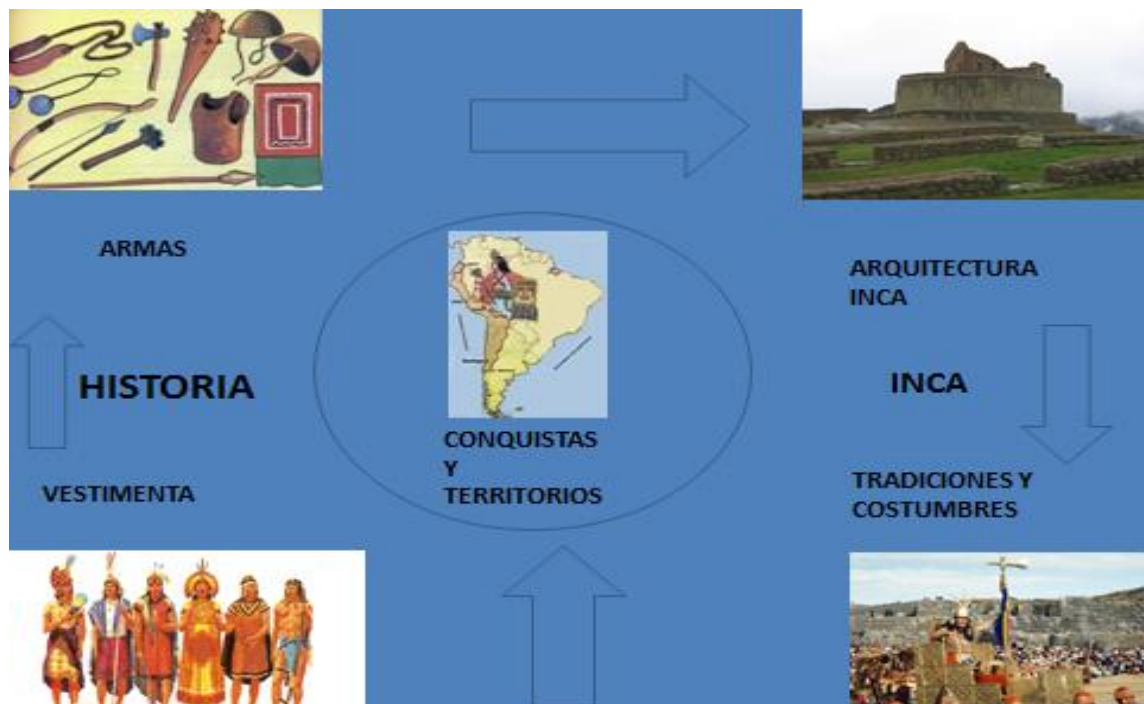 ARMAS
ARQUITECTURA
INCA
HISTORIA
INCA
CONQUISTAS
Y
TERRITORIOS
VESTIMENTA
TRADICIONES Y
COSTUMBRES